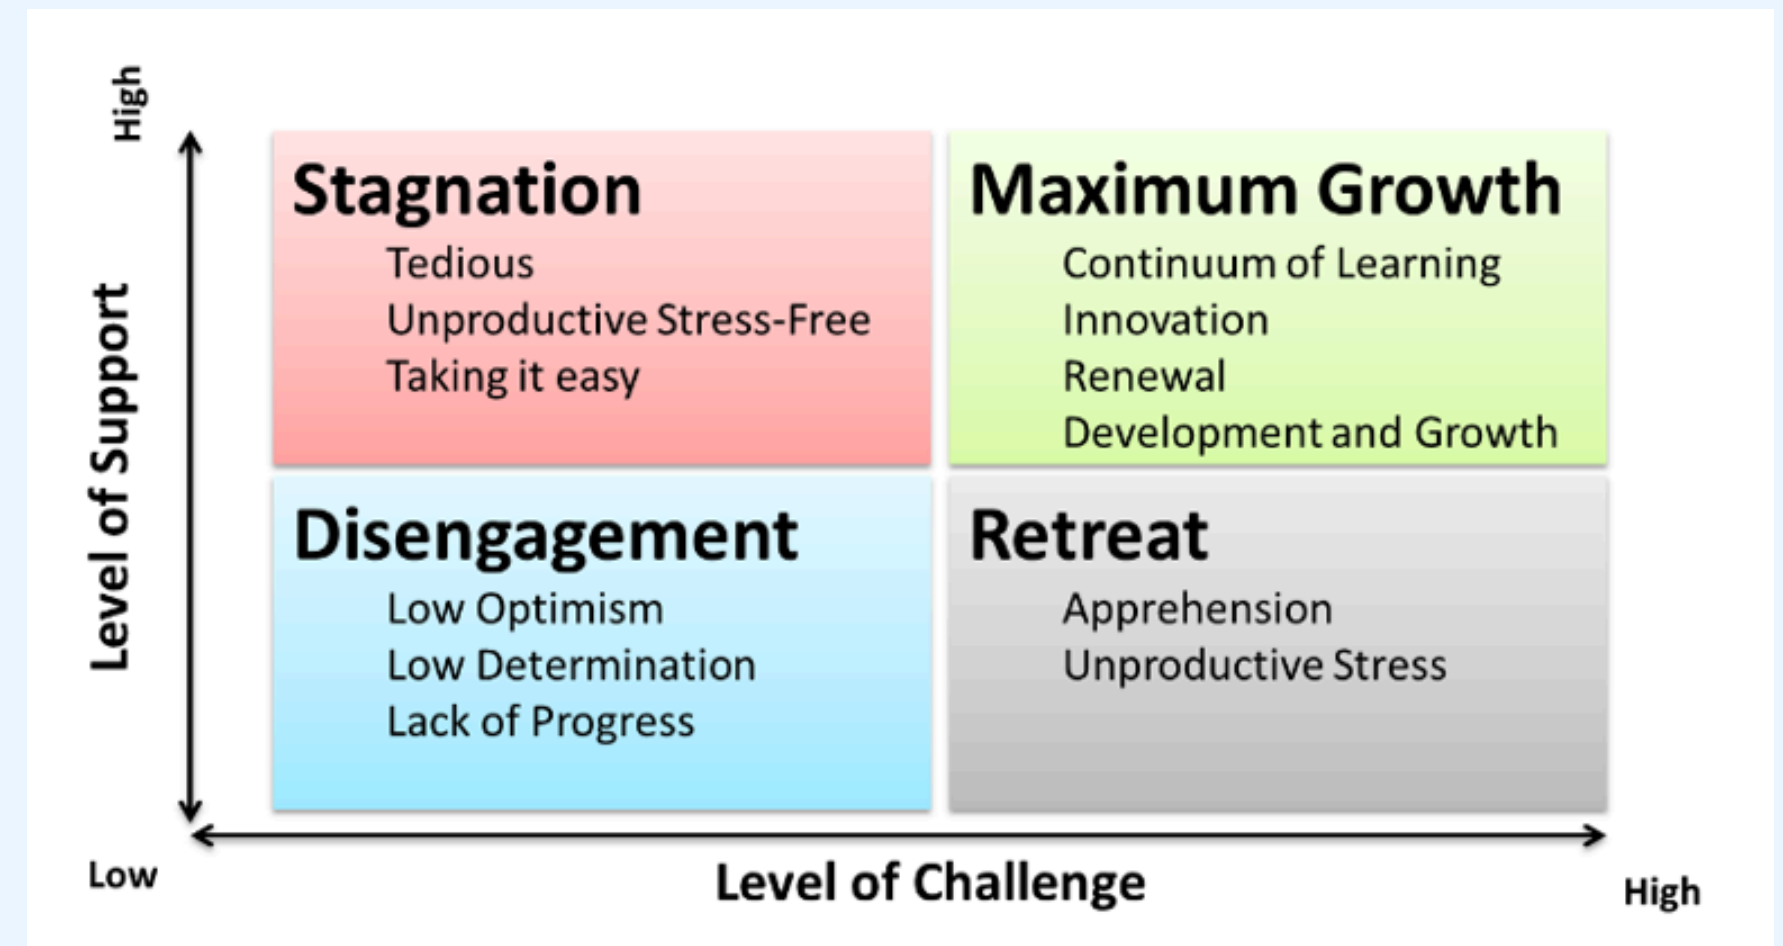 High
Level of Support
Stagnation
Tedious
Unproductive Stress-Free
Taking it easy
Maximum Growth
Continuum of Learning
Innovation
Renewal
Development and Growth
Disengagement
Low Optimism
Low Determination
Lack of Progress
Retreat
Apprehension
Unproductive Stress
Low
Level of Challenge
High